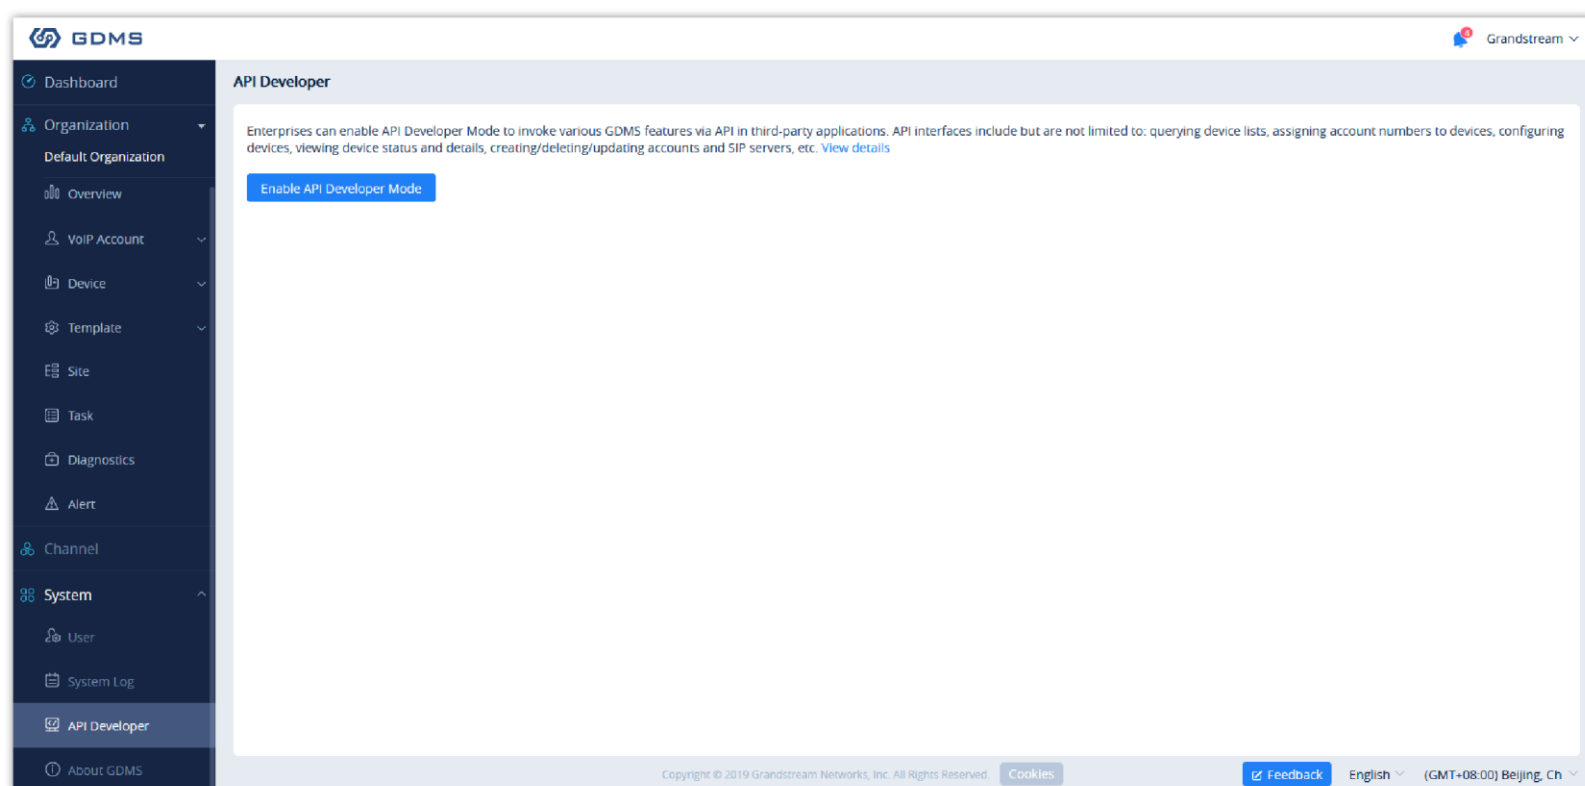 GDMS
4
Grandstream
Dashboard
Organization
Default Organization
Overview
VoIP Account
Device
Template
Site
Task
Diagnostics
Alert
Channel
System
User
System Log
API Developer
About GDMS
API Developer
Enterprises can enable API Developer Mode to invoke various GDMS features via API in third-party applications. API interfaces include but are not limited to: querying device lists, assigning account numbers to devices, configuring
devices, viewing device status and details, creating/deleting/updating accounts and SIP servers, etc. View details
Enable API Developer Mode
Copyright © 2019 Grandstream Networks, Inc. All Rights Reserved. Cookies
Feedback
English
(GMT+08:00) Beijing, Ch